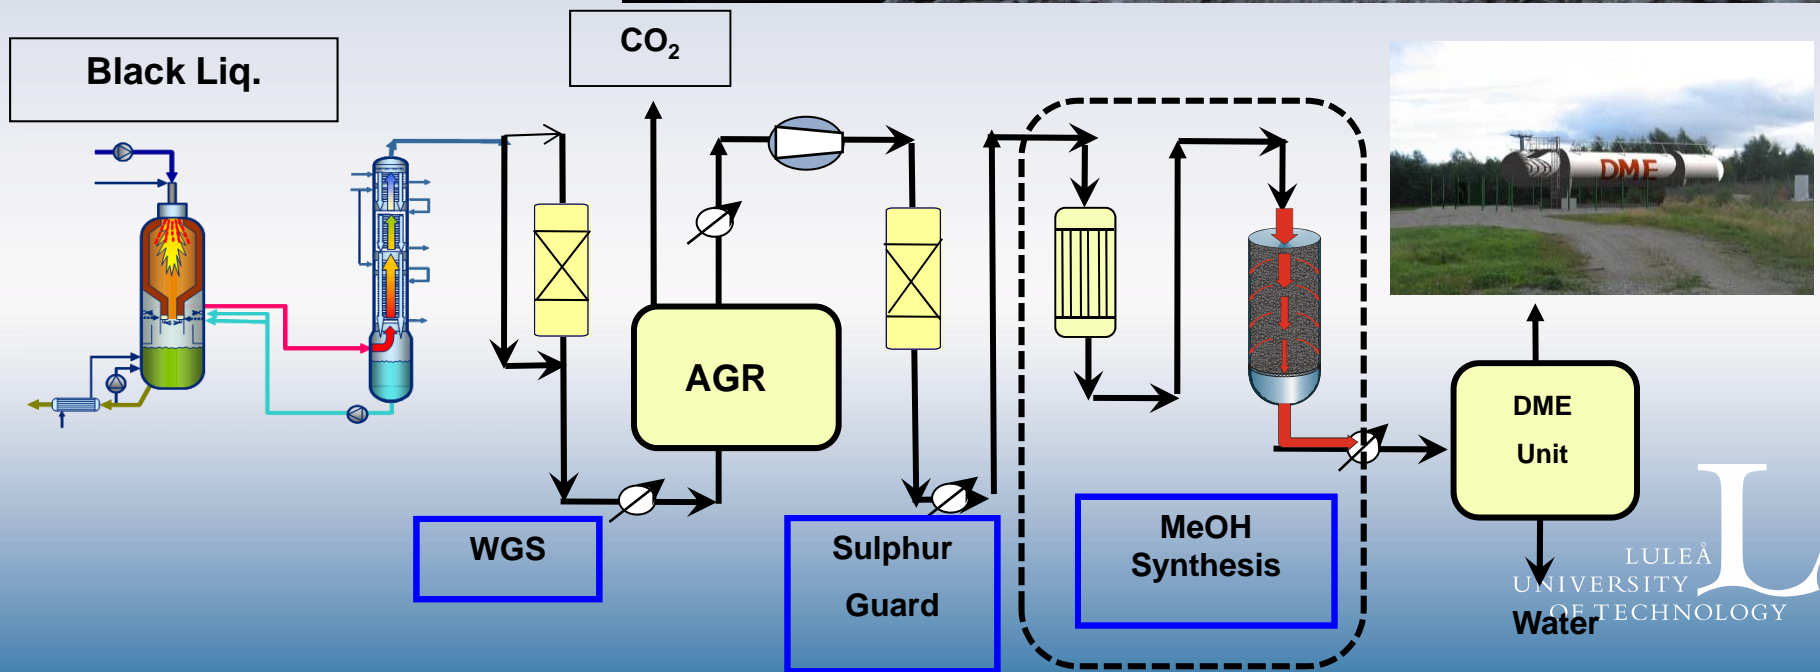 Black Liq.
CO₂
DME
AGR
DME
Unit
WGS
Sulphur
Guard
MeOH
Synthesis
LULEÅ
UNIVERSITY
OF TECHNOLOGY
Water